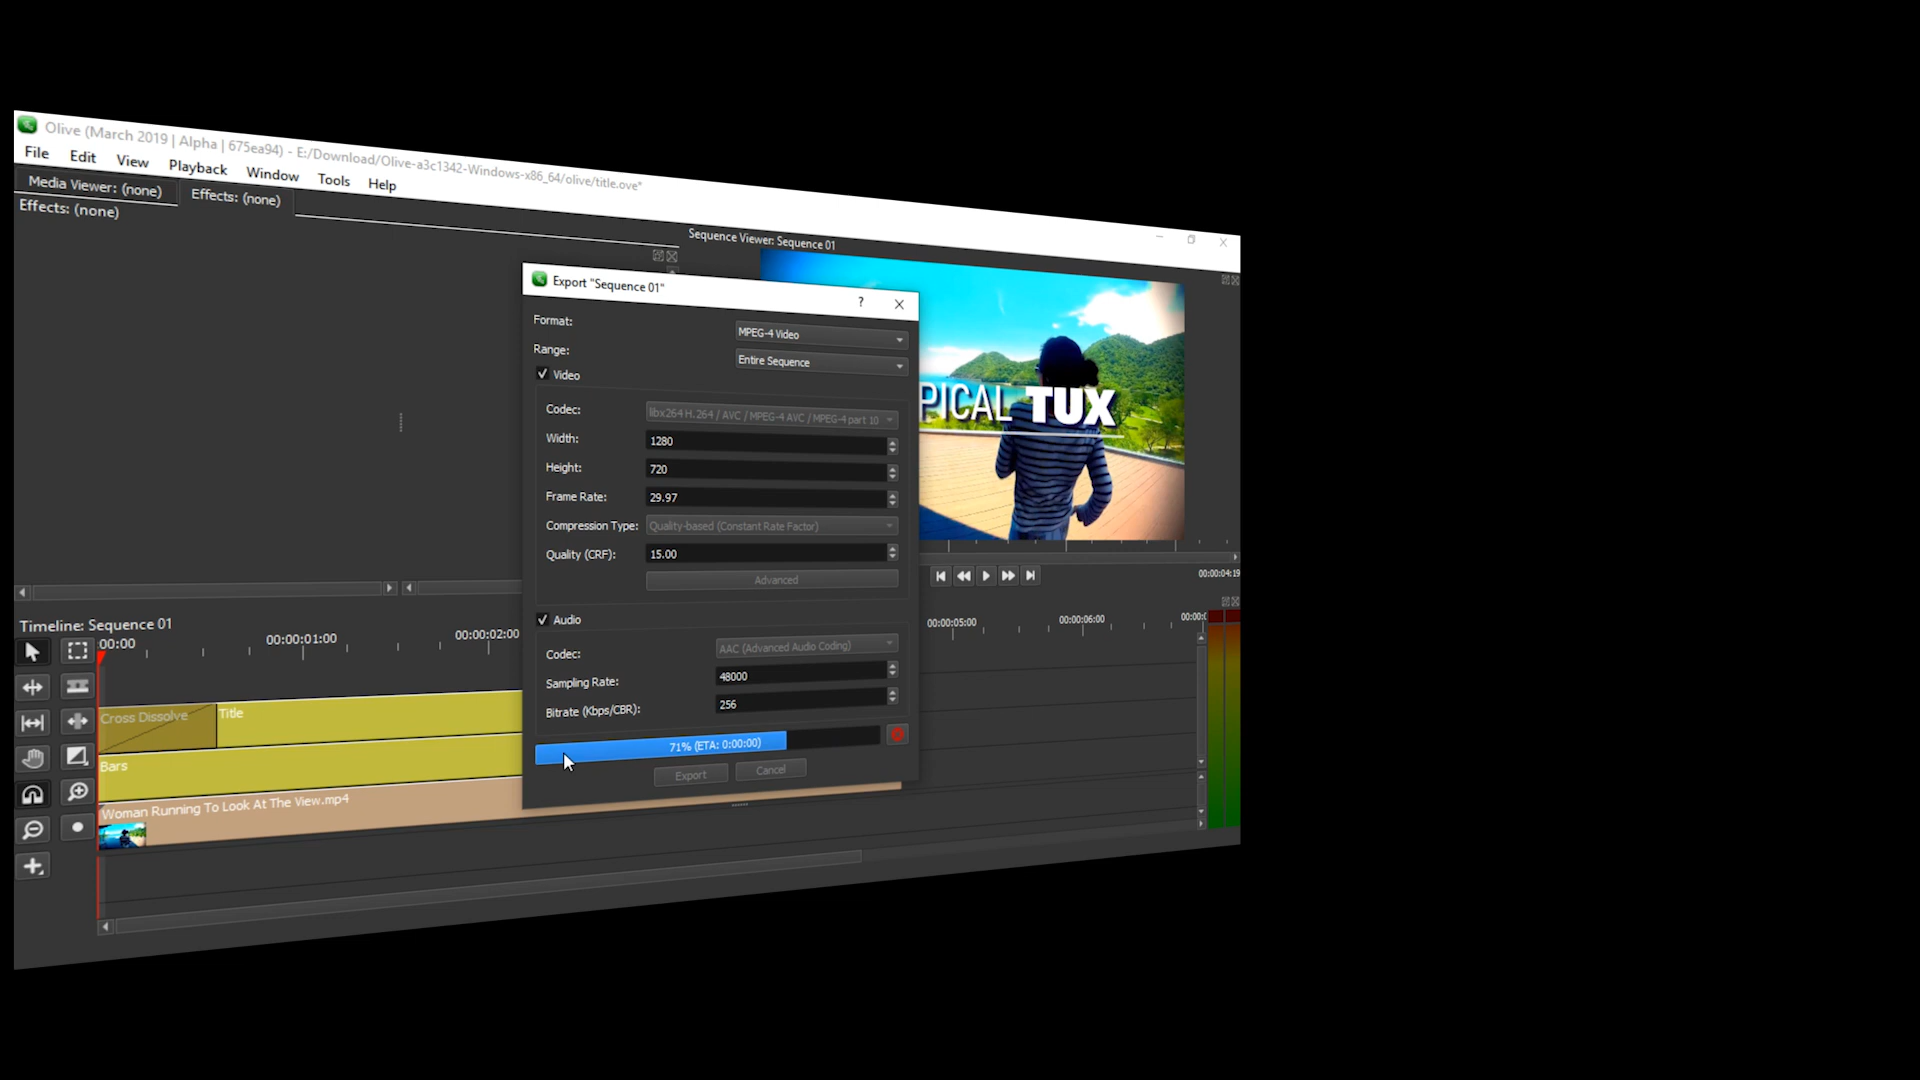 Olive (March 2019 | Alpha | 675ea94) - E:/Download/Olive-a3c1342-Windows-x86_64/olive/title.ove*
File Edit View Playback Window Tools Help
Media Viewer: (none) Effects: (none)
Effects: (none)
Sequence Viewer: Sequence 01
Export "Sequence 01"
?
Format: MPEG-4 Video
Range: Entire Sequence
Video
Codec: libx264 H.264 / AVC / MPEG-4 AVC / MPEG-4 part 10
Width: 1280
Height: 720
Frame Rate: 29.97
Compression Type: Quality-based (Constant Rate Factor)
Quality (CRF): 15.00
Advanced
Audio
Codec: AAC (Advanced Audio Coding)
Sampling Rate: 48000
Bitrate (Kbps/CBR): 256
71% (ETA: 0:00:00)
Export Cancel
PICAL TUX
00:00:04:19
Timeline: Sequence 01
00:00 00:00:01:00 00:00:02:00 00:00:05:00 00:00:06:00 00:00:
Cross Dissolve Title
Bars
Woman Running To Look At The View.mp4